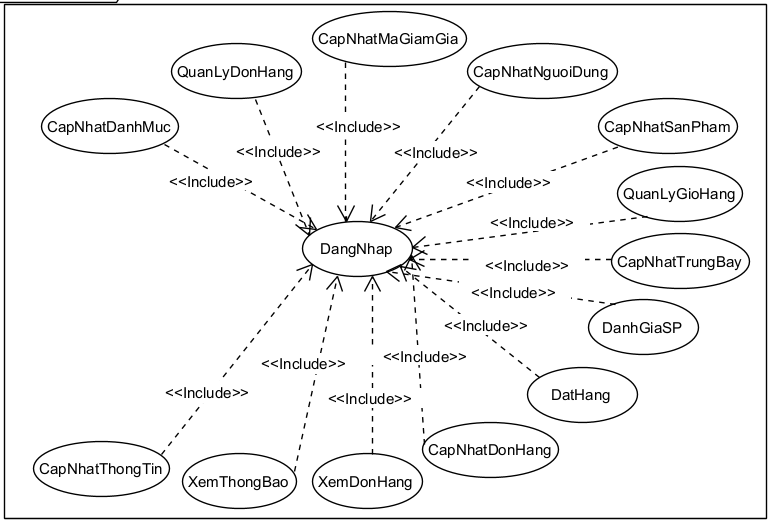 CapNhatMaGiamGia
QuanLyDonHang
CapNhatNguoiDung
CapNhatDanhMuc
CapNhatSanPham
<<Include>>
<<Include>>
<<Include>>
<<Include>>
<<Include>>
QuanLyGioHang
<<Include>>
DangNhap
CapNhatTrungBay
<<Include>>
<<Include>>
DanhGiaSP
<<Include>>
<<Include>>
<<Include>>
<<Include>>
<<Include>>
DatHang
CapNhatDonHang
CapNhatThongTin
XemThongBao
XemDonHang